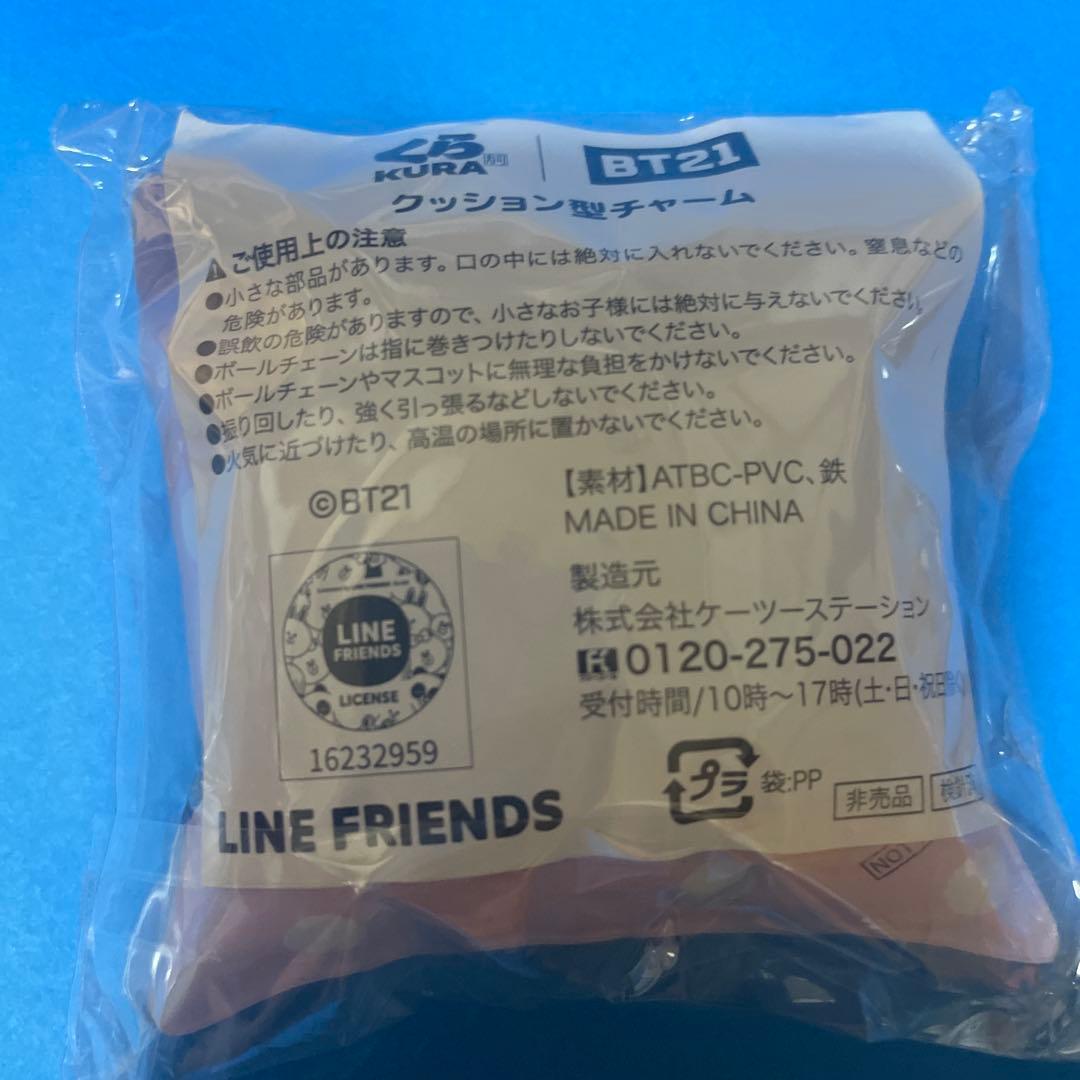 くら
KURA
BT21
クッション型チャーム
ご使用上の注意
●小さな部品があります。口の中には絶対に入れないでください。窒息などの
危険があります。
●誤飲の危険がありますので、小さなお子様には絶対に与えないでください。
●ボールチェーンは指に巻きつけたりしないでください。
●ボールチェーンやマスコットに無理な負担をかけないでください。
●振り回したり、強く引っ張るなどしないでください。
●火気に近づけたり、高温の場所に置かないでください。
©BT21
【素材】ATBC-PVC、鉄
MADE IN CHINA
製造元
株式会社ケーツーステーション
0120-275-022
受付時間/10時～17時(土・日・祝日除く)
LINE
FRIENDS
LICENSE
16232959
プラ
袋:PP
非売品
検針済
LINE FRIENDS